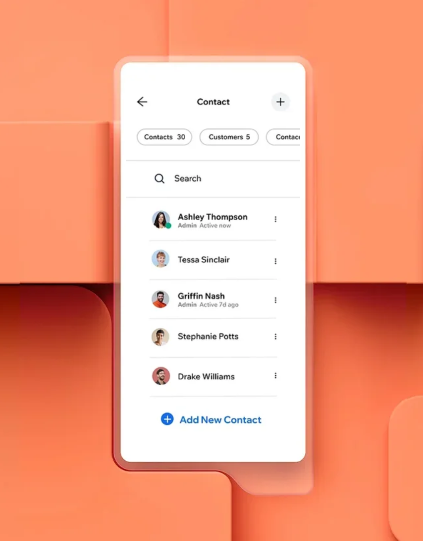 Contact
Contacts 30
Customers 5
Search
Ashley Thompson
Admin Active now
Tessa Sinclair
Griffin Nash
Admin Active 7d ago
Stephanie Potts
Drake Williams
Add New Contact